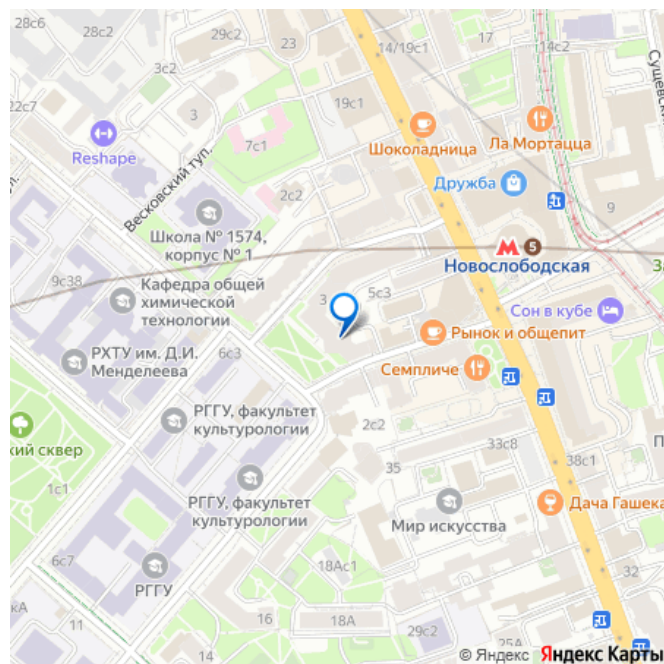 28с6
28с2
28с2
23
14/19с1
17
14с2
3с2
19с1
22с7
3
Reshape
7с1
Шоколадница
Ла Мортацца
Сущевс
Весковский туп.
2с2
Дружба
9
Школа № 1574,
корпус № 1
5
Новослободская
9с38
Кафедра общей
химической
технологии
3
5с3
Сон в кубе
Рынок и общепит
РХТУ им. Д.И.
Менделеева
6с3
Семпличе
РГГУ, факультет
культурологии
кий сквер
2с2
33с8
38с1
35
1с1
РГГУ, факультет
культурологии
Мир искусства
Дача Гашека
6с7
РГГУ
18Ас1
32
16
18А
11
29с2
14
25А
© Яндекс Яндекс Карты